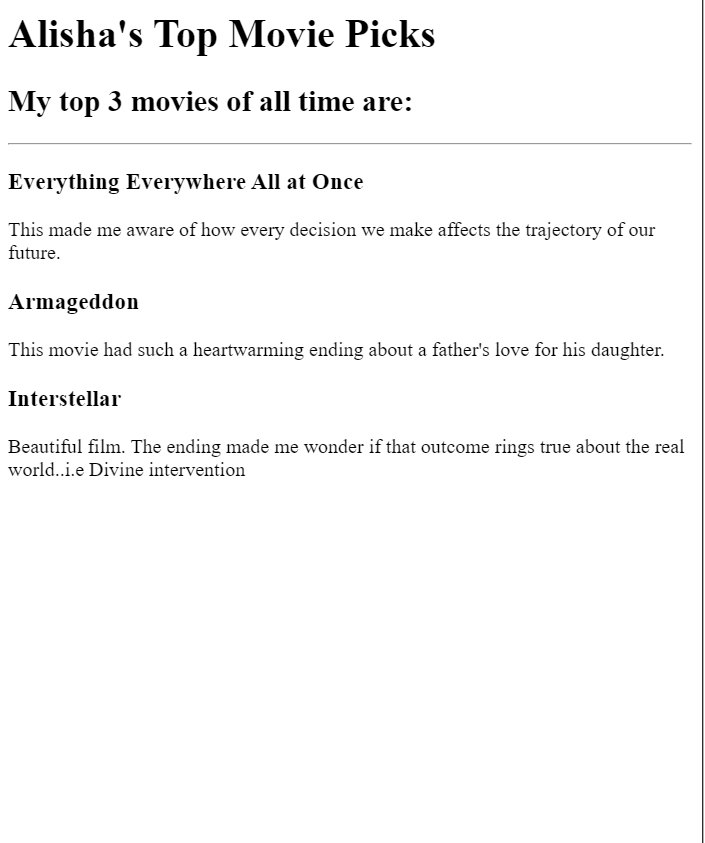 Alisha's Top Movie Picks
My top 3 movies of all time are:
Everything Everywhere All at Once
This made me aware of how every decision we make affects the trajectory of our
future.
Armageddon
This movie had such a heartwarming ending about a father's love for his daughter.
Interstellar
Beautiful film. The ending made me wonder if that outcome rings true about the real
world..i.e Divine intervention